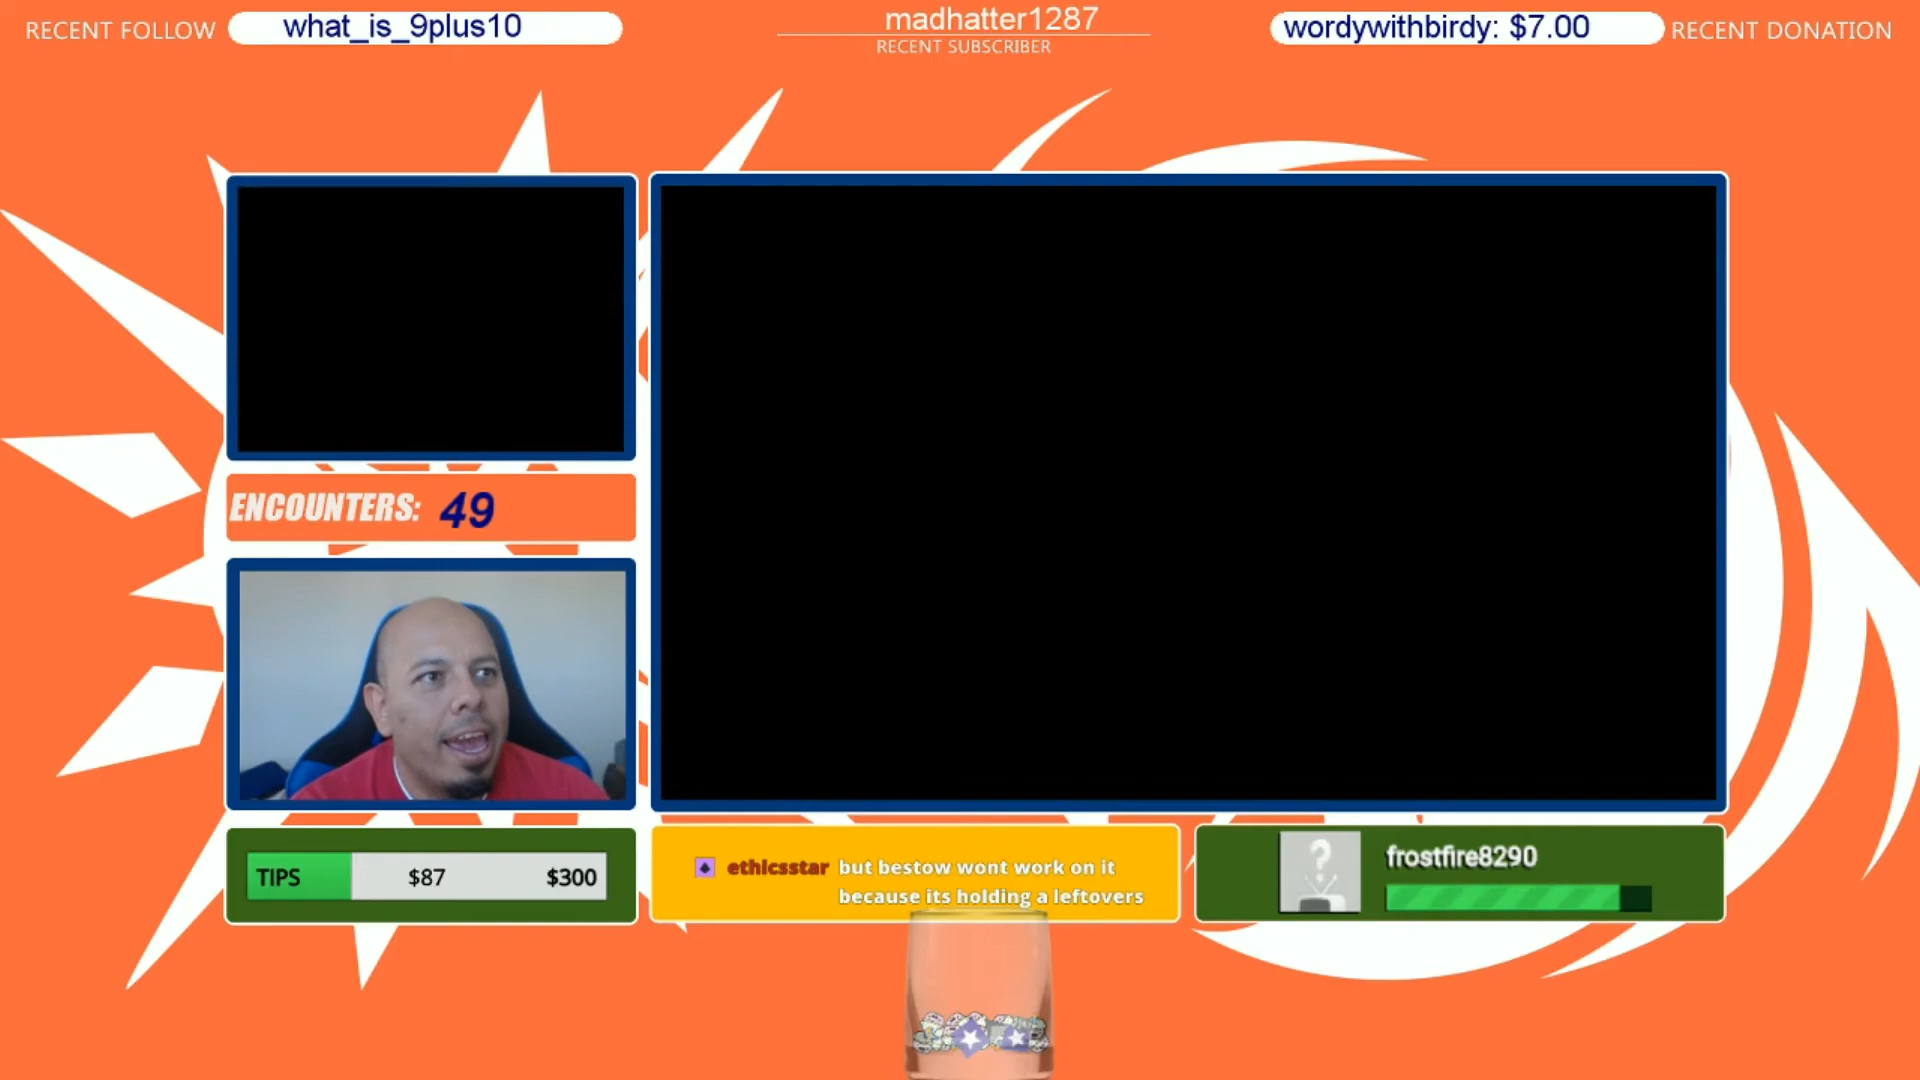 RECENT FOLLOW
what_is_9plus10
madhatter1287
RECENT SUBSCRIBER
wordywithbirdy: $7.00
RECENT DONATION
ENCOUNTERS: 49
TIPS $87 $300
ethicsstar but bestow wont work on it
because its holding a leftovers
frostfire8290